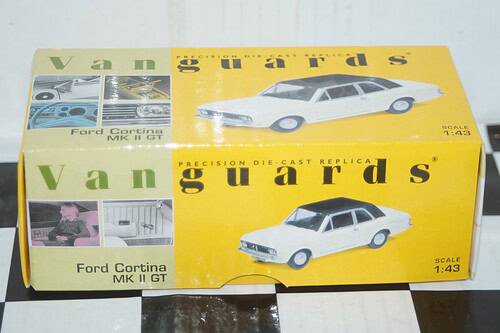 Vanguards®
PRECISION DIE-CAST REPLICA
Ford Cortina
MK II GT
SCALE
1:43
Vanguards®
PRECISION DIE-CAST REPLICA
Ford Cortina
MK II GT
SCALE
1:43